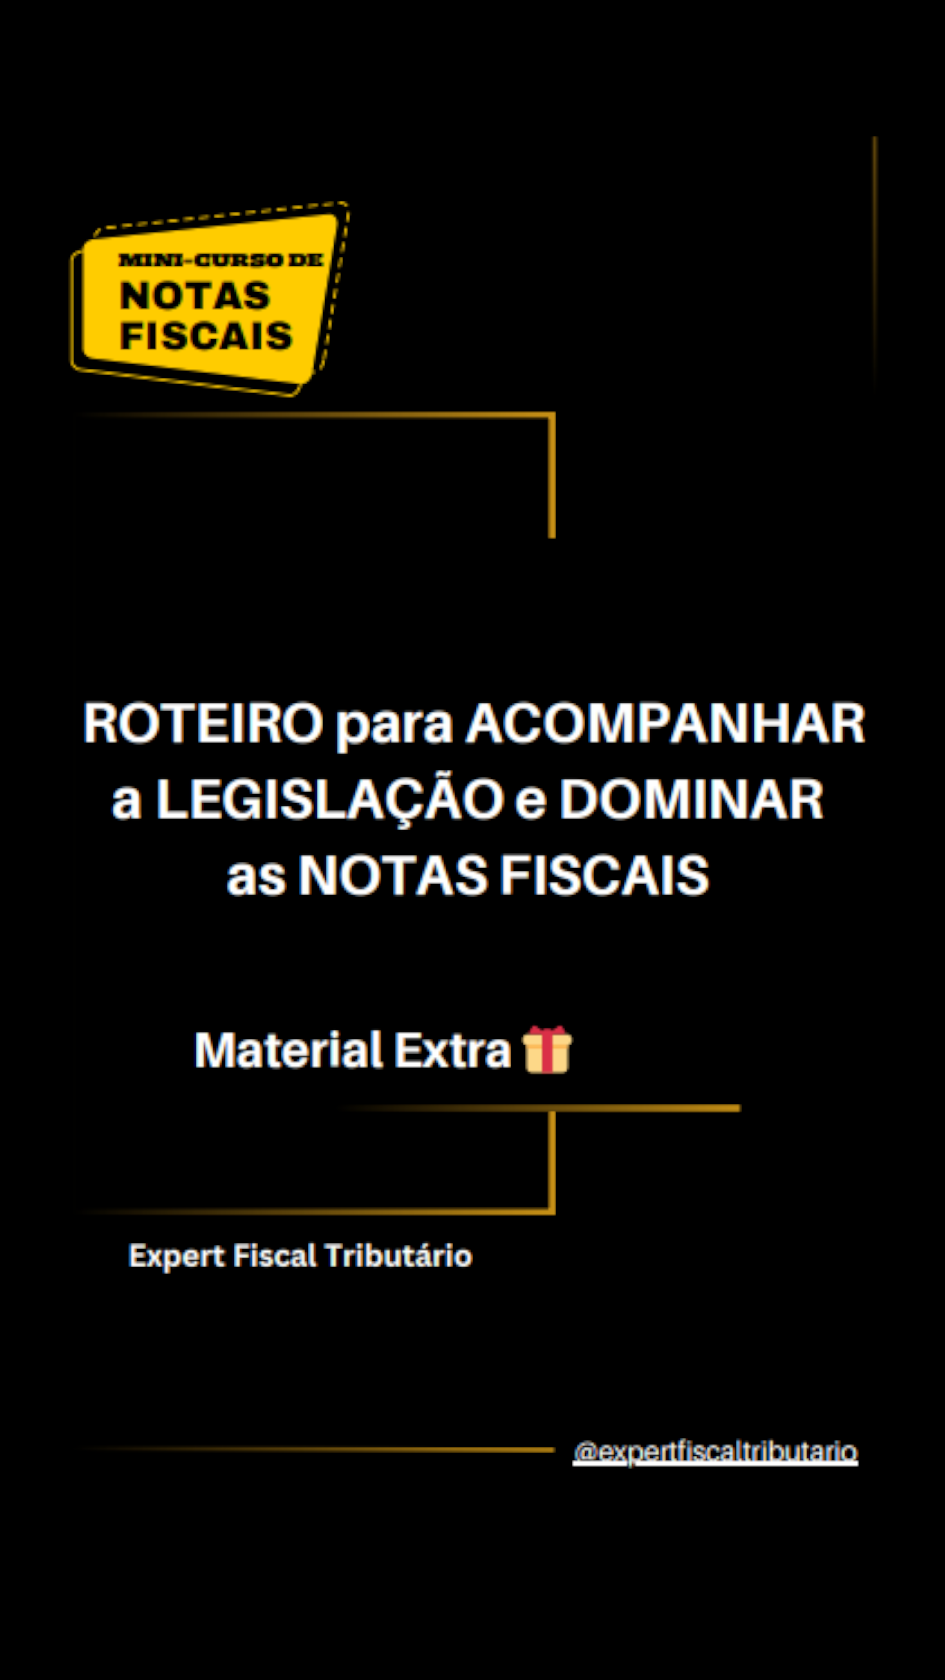 MINI-CURSO DE
NOTAS
FISCAIS
ROTEIRO para ACOMPANHAR
a LEGISLAÇÃO e DOMINAR
as NOTAS FISCAIS
Material Extra 🎁
Expert Fiscal Tributário
@expertfiscaltributario